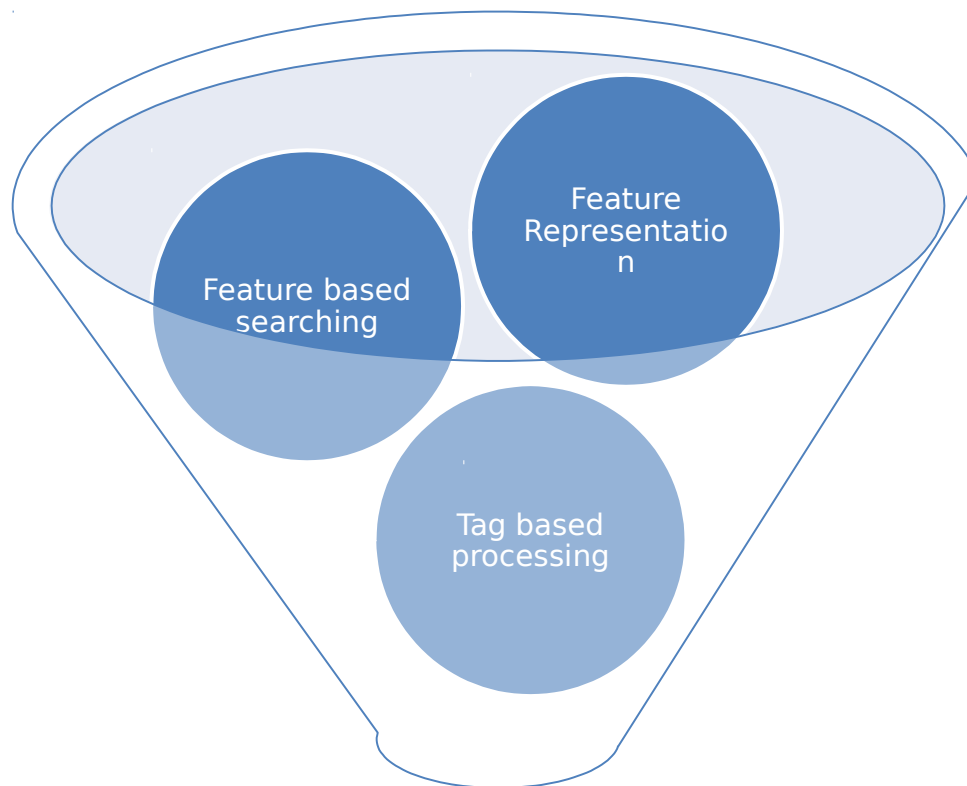 Feature
Representatio
n
Feature based
searching
Tag based
processing